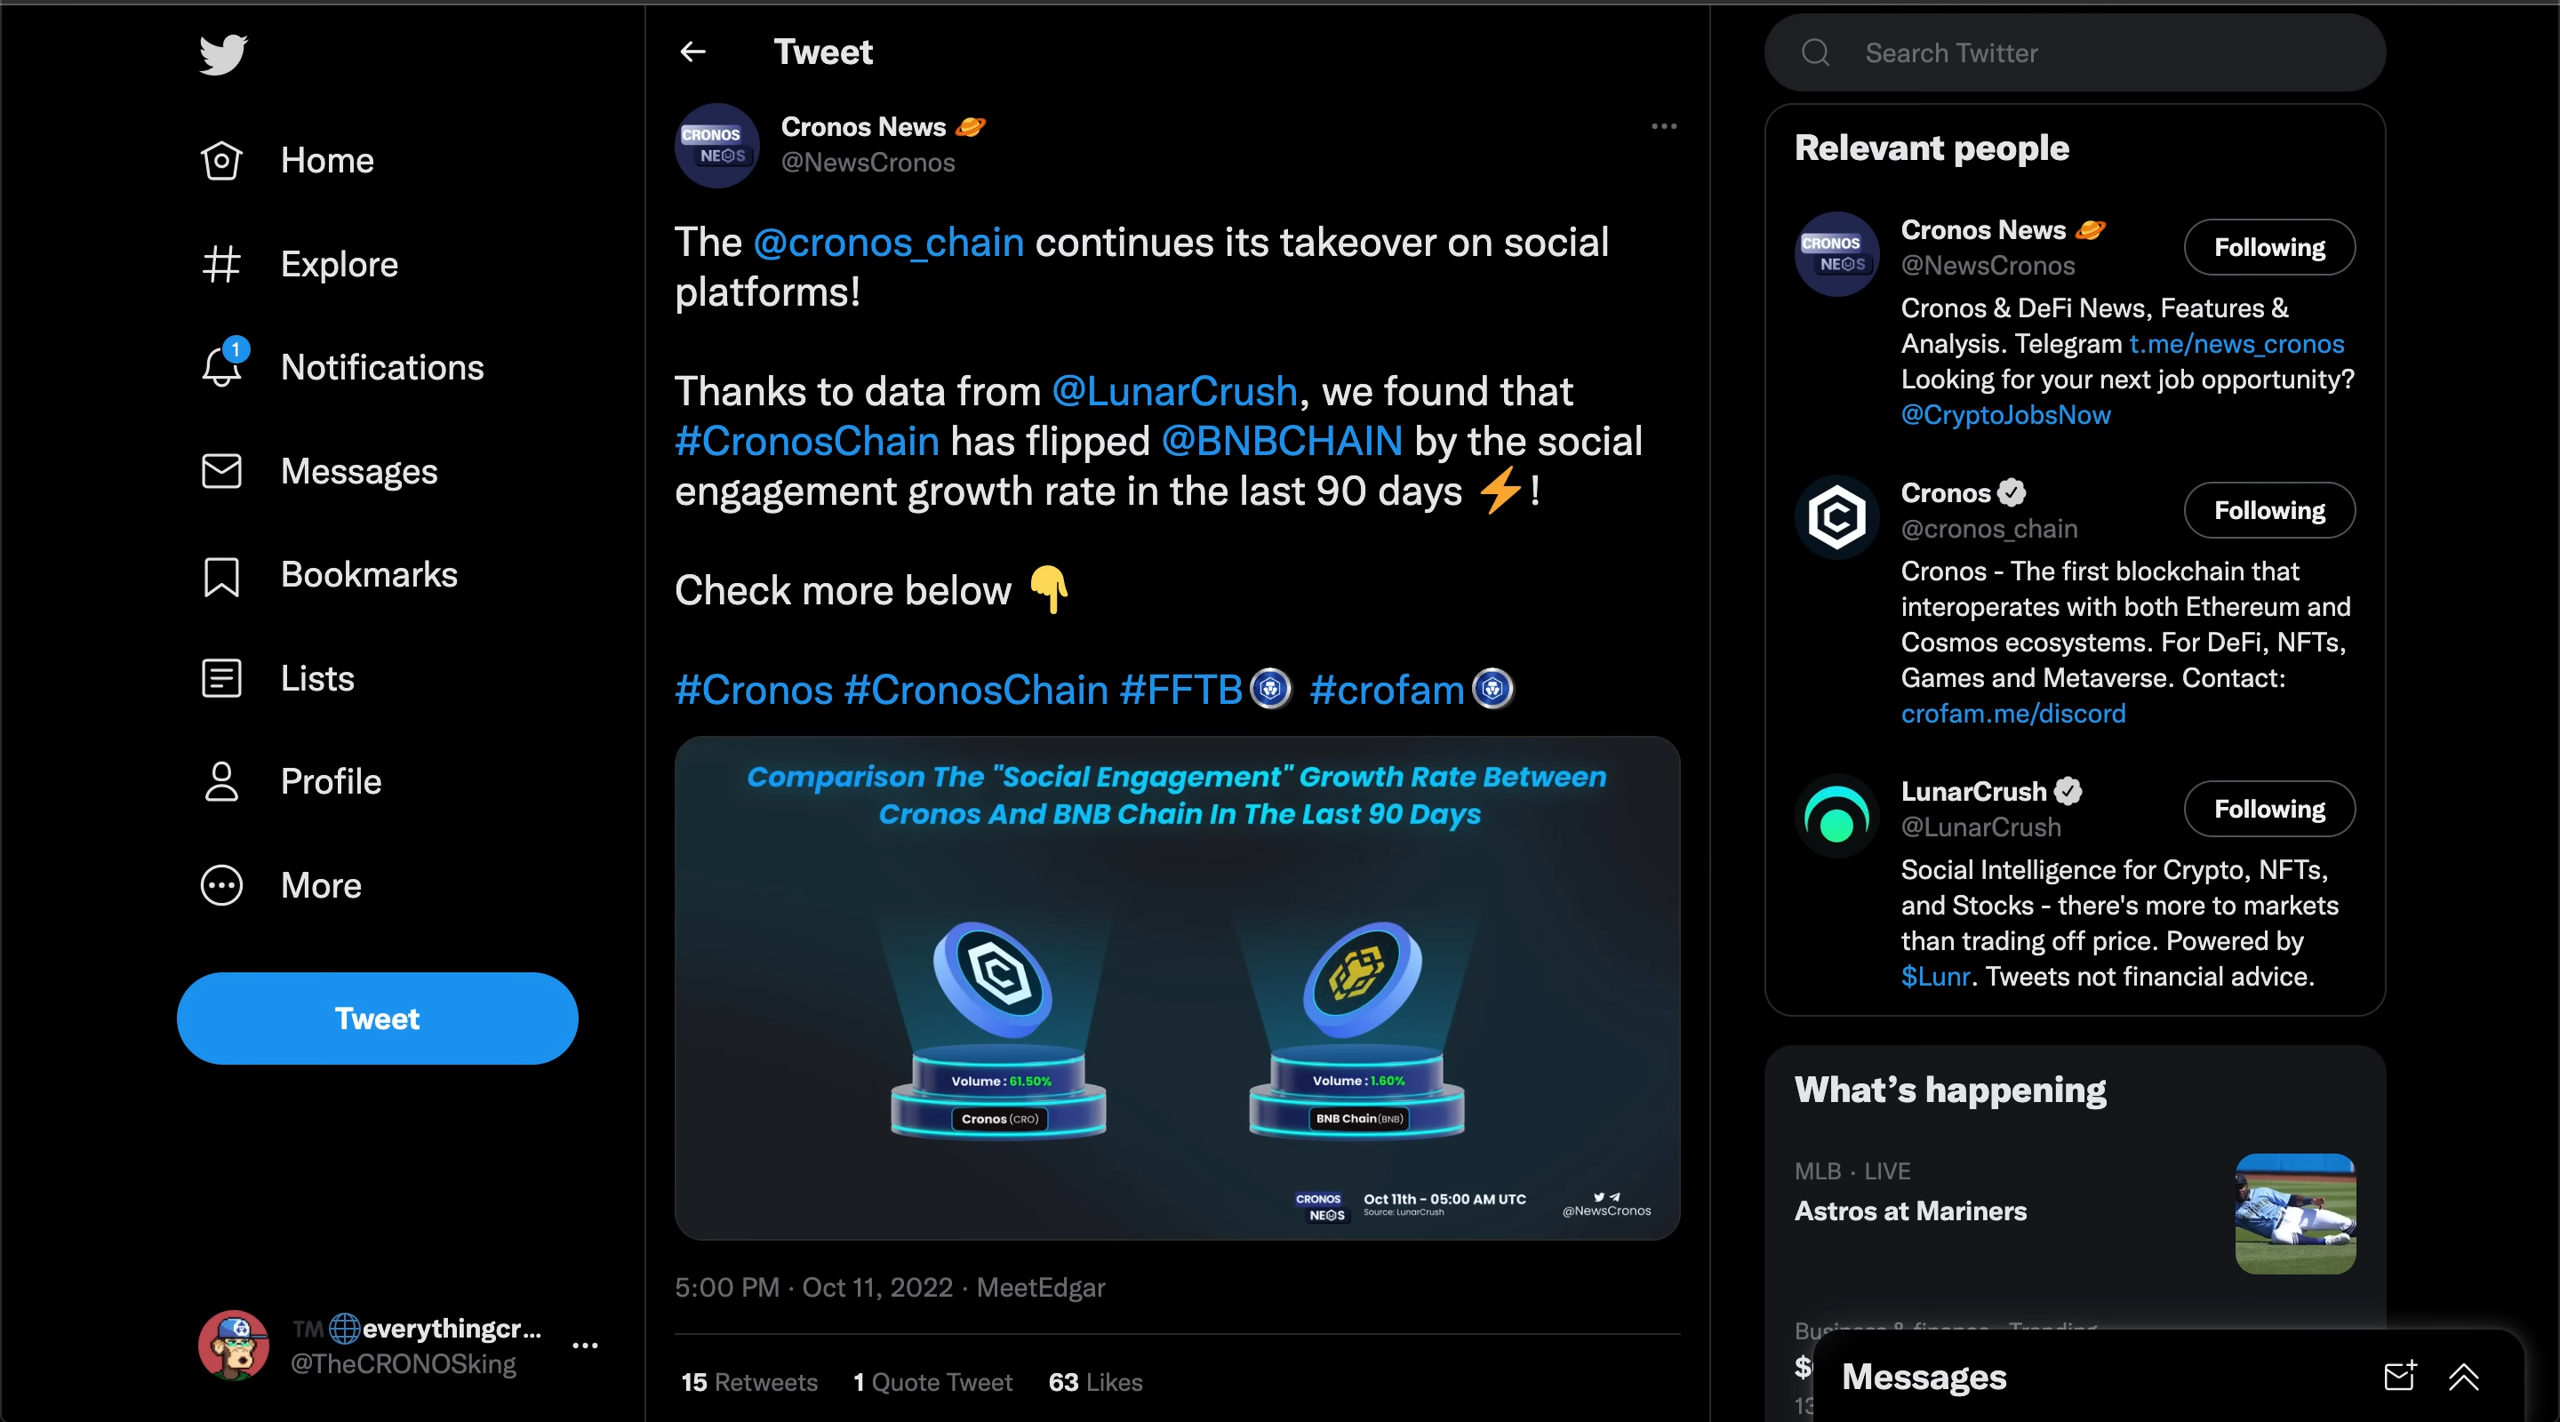 Home
Explore
1
Notifications
Messages
Bookmarks
Lists
Profile
More
Tweet
TM🌐everythingcr...
@TheCRONOSking
Tweet
CRONOS
NEWS
Cronos News 🪐
@NewsCronos
The @cronos_chain continues its takeover on social
platforms!
Thanks to data from @LunarCrush, we found that
#CronosChain has flipped @BNBCHAIN by the social
engagement growth rate in the last 90 days ⚡!
Check more below 👇
#Cronos #CronosChain #FFTB #crofam
Comparison The "Social Engagement" Growth Rate Between
Cronos And BNB Chain In The Last 90 Days
Volume : 61.50%
Cronos (CRO)
Volume : 1.60%
BNB Chain (BNB)
CRONOS
NEWS
Oct 11th - 05:00 AM UTC
Source: LunarCrush
@NewsCronos
5:00 PM · Oct 11, 2022 · MeetEdgar
15 Retweets 1 Quote Tweet 63 Likes
Search Twitter
Relevant people
CRONOS
NEWS
Cronos News 🪐
@NewsCronos
Following
Cronos & DeFi News, Features &
Analysis. Telegram t.me/news_cronos
Looking for your next job opportunity?
@CryptoJobsNow
Cronos
@cronos_chain
Following
Cronos - The first blockchain that
interoperates with both Ethereum and
Cosmos ecosystems. For DeFi, NFTs,
Games and Metaverse. Contact:
crofam.me/discord
LunarCrush
@LunarCrush
Following
Social Intelligence for Crypto, NFTs,
and Stocks - there's more to markets
than trading off price. Powered by
$Lunr. Tweets not financial advice.
What's happening
MLB · LIVE
Astros at Mariners
Business & finance · Trending
$
13
Messages